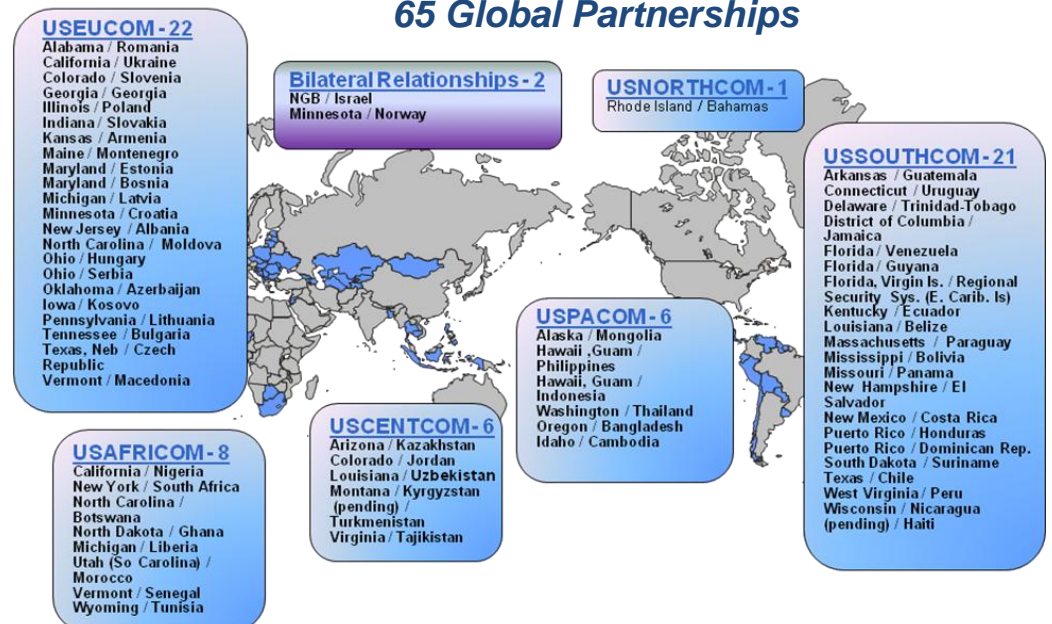 65 Global Partnerships
USEUCOM - 22
Alabama / Romania
California / Ukraine
Colorado / Slovenia
Georgia / Georgia
Illinois / Poland
Indiana / Slovakia
Kansas / Armenia
Maine / Montenegro
Maryland / Estonia
Maryland / Bosnia
Michigan / Latvia
Minnesota / Croatia
New Jersey / Albania
North Carolina / Moldova
Ohio / Hungary
Ohio / Serbia
Oklahoma / Azerbaijan
Iowa / Kosovo
Pennsylvania / Lithuania
Tennessee / Bulgaria
Texas, Neb / Czech
Republic
Vermont / Macedonia
Bilateral Relationships - 2
NGB / Israel
Minnesota / Norway
USNORTHCOM - 1
Rhode Island / Bahamas
USSOUTHCOM - 21
Arkansas / Guatemala
Connecticut / Uruguay
Delaware / Trinidad-Tobago
District of Columbia /
Jamaica
Florida / Venezuela
Florida / Guyana
Florida, Virgin Is. / Regional
Security Sys. (E. Carib. Is)
Kentucky / Ecuador
Louisiana / Belize
Massachusetts / Paraguay
Mississippi / Bolivia
Missouri / Panama
New Hampshire / El
Salvador
New Mexico / Costa Rica
Puerto Rico / Honduras
Puerto Rico / Dominican Rep.
South Dakota / Suriname
Texas / Chile
West Virginia / Peru
Wisconsin / Nicaragua
(pending) / Haiti
USPACOM - 6
Alaska / Mongolia
Hawaii ,Guam /
Philippines
Hawaii, Guam /
Indonesia
Washington / Thailand
Oregon / Bangladesh
Idaho / Cambodia
USCENTCOM - 6
Arizona / Kazakhstan
Colorado / Jordan
Louisiana / Uzbekistan
Montana / Kyrgyzstan
(pending) /
Turkmenistan
Virginia / Tajikistan
USAFRICOM - 8
California / Nigeria
New York / South Africa
North Carolina /
Botswana
North Dakota / Ghana
Michigan / Liberia
Utah (So Carolina) /
Morocco
Vermont / Senegal
Wyoming / Tunisia